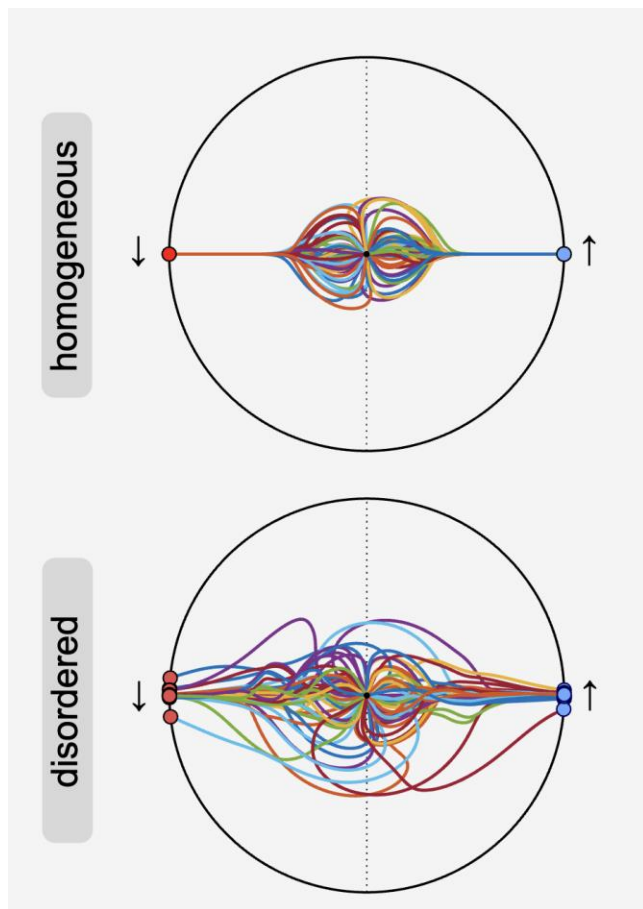 homogeneous
↓ ↑
disordered
↓ ↑